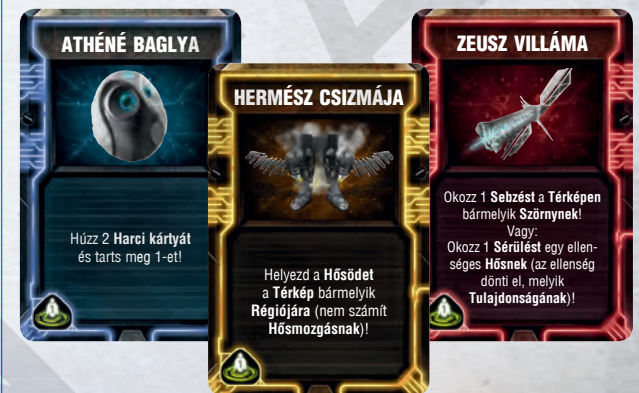 ATHÉNÉ BAGLYA
Húzz 2 Harci kártyát
és tarts meg 1-et!
1
HERMÉSZ CSIZMÁJA
Helyezd a Hősödet
a Térkép bármelyik
Régiójára (nem számít
Hősmozgásnak)!
1
ZEUSZ VILLÁMA
Okozz 1 Sebzést a Térképen
bármelyik Szörnynek!
Vagy:
Okozz 1 Sérülést egy ellen-
séges Hősnek (az ellenség
dönti el, melyik
Tulajdonságának)!
1